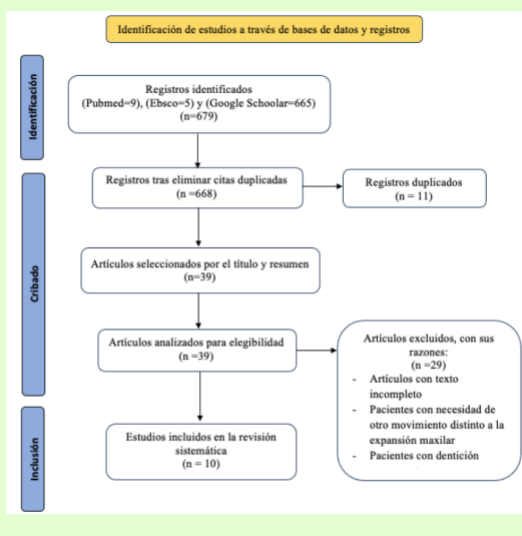 Identificación de estudios a través de bases de datos y registros
Identificación
Registros identificados
(Pubmed=9), (Ebsco=5) y (Google Schoolar=665)
(n=679)
Registros tras eliminar citas duplicadas
(n =668)
Registros duplicados
(n = 11)
Cribado
Artículos seleccionados por el título y resumen
(n=39)
Artículos analizados para elegibilidad
(n =39)
Artículos excluidos, con sus
razones:
(n =29)
- Artículos con texto
incompleto
- Pacientes con necesidad de
otro movimiento distinto a la
expansión maxilar
- Pacientes con dentición
Inclusión
Estudios incluidos en la revisión
sistemática
(n = 10)